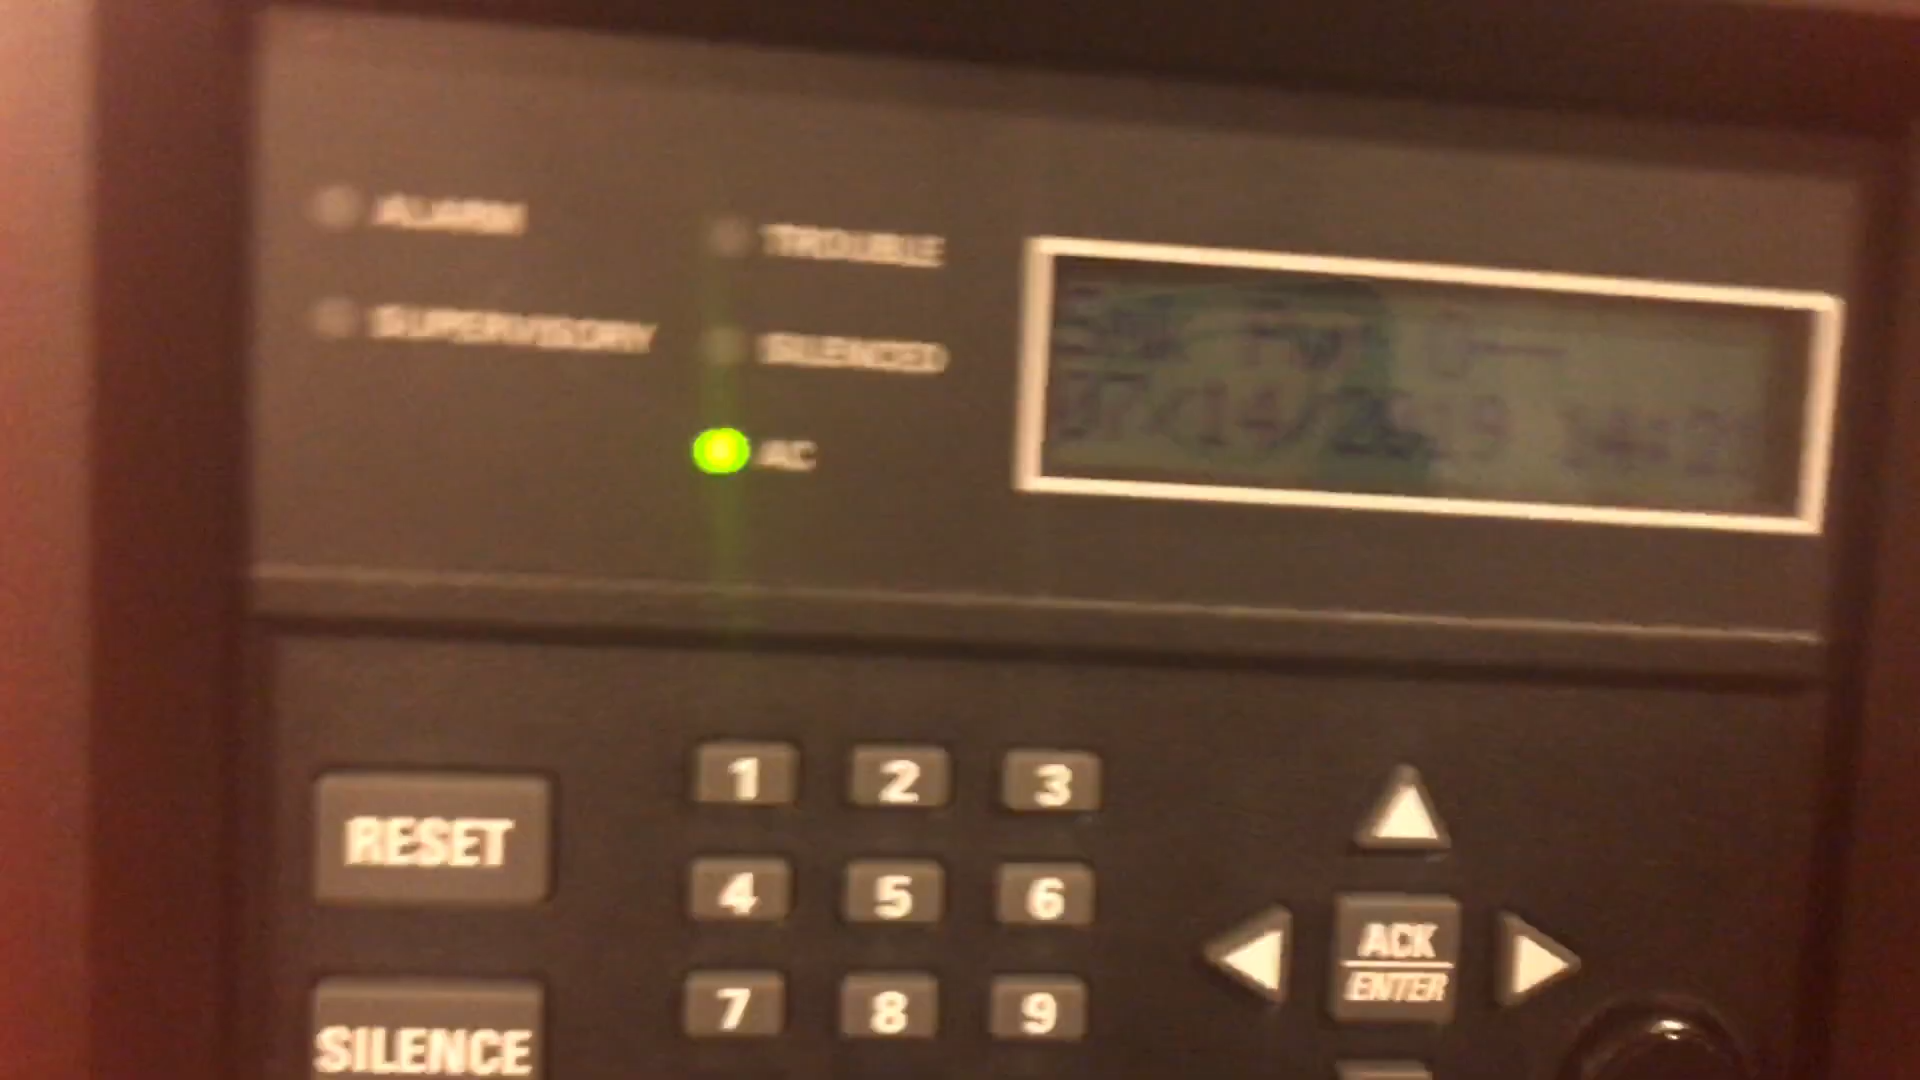 ALARM
TROUBLE
SUPERVISORY
SILENCED
AC
1 2 3
RESET
4 5 6
ACK
ENTER
7 8 9
SILENCE